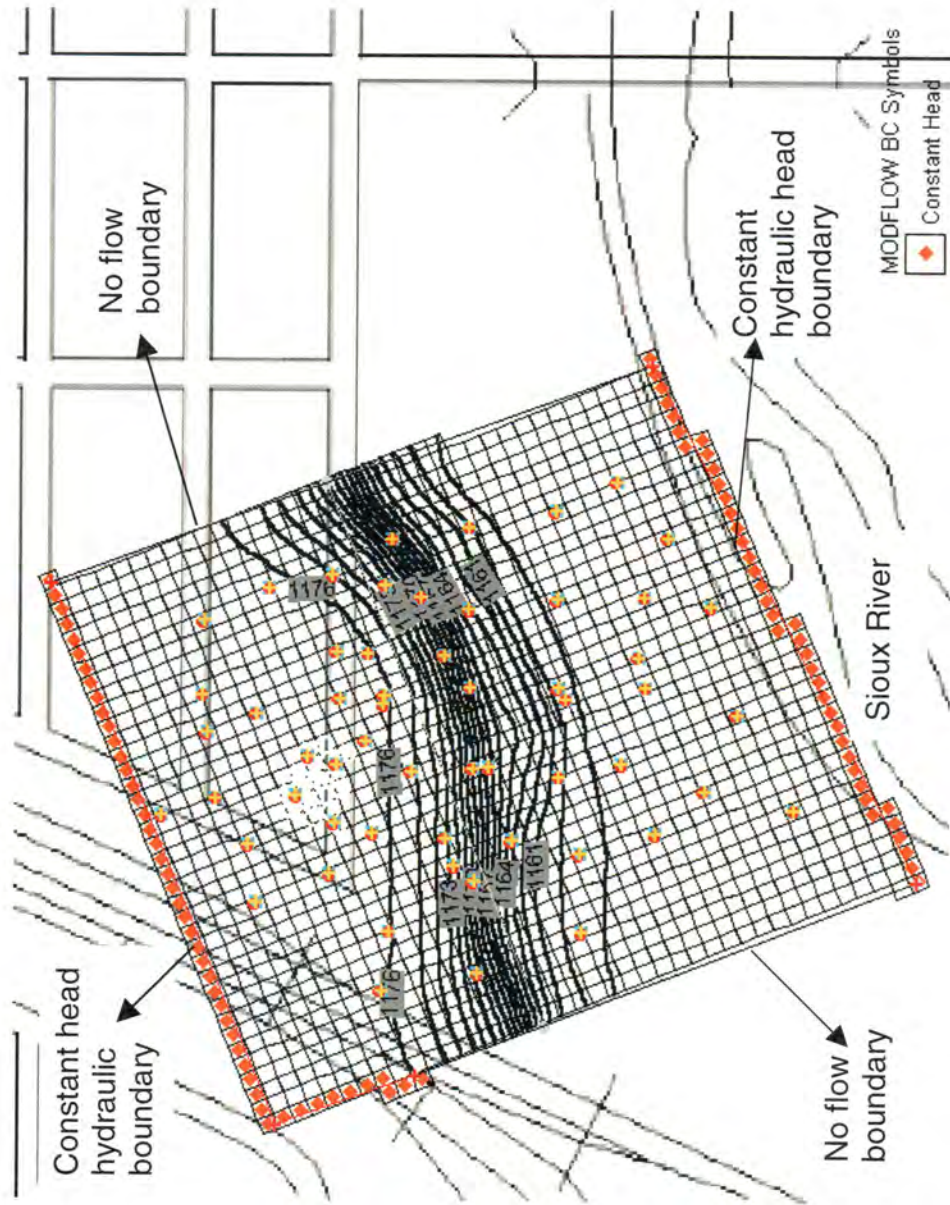 Constant head
hydraulic
boundary
No flow
boundary
1176
1164
1161
1176
1173
1164
1161
1176
No flow
boundary
Sioux River
Constant
hydraulic head
boundary
MODFLOW BC Symbols
Constant Head